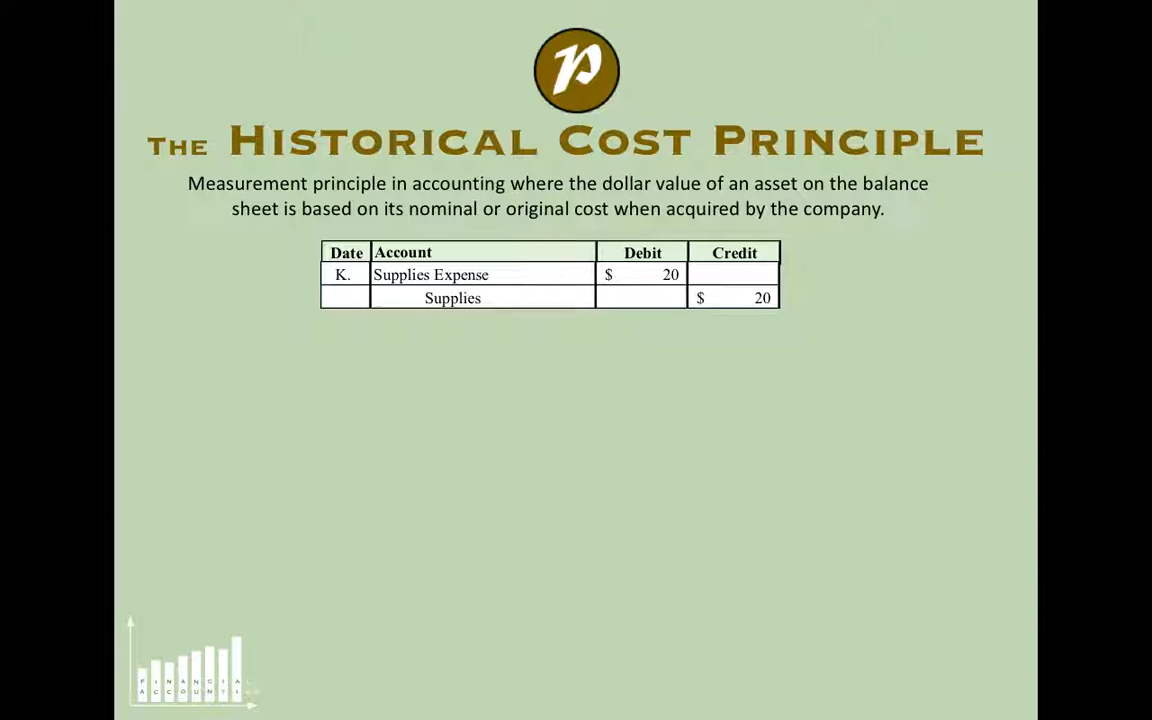 P
THE HISTORICAL COST PRINCIPLE
Measurement principle in accounting where the dollar value of an asset on the balance
sheet is based on its nominal or original cost when acquired by the company.
Date Account Debit Credit
K. Supplies Expense $ 20
Supplies $ 20
FINANCIAL
ACCOUNTING